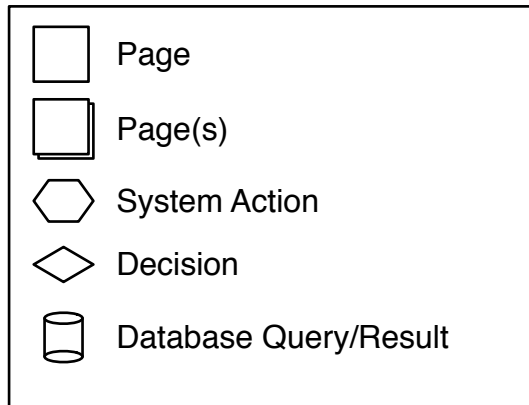 Page
Page(s)
System Action
Decision
Database Query/Result